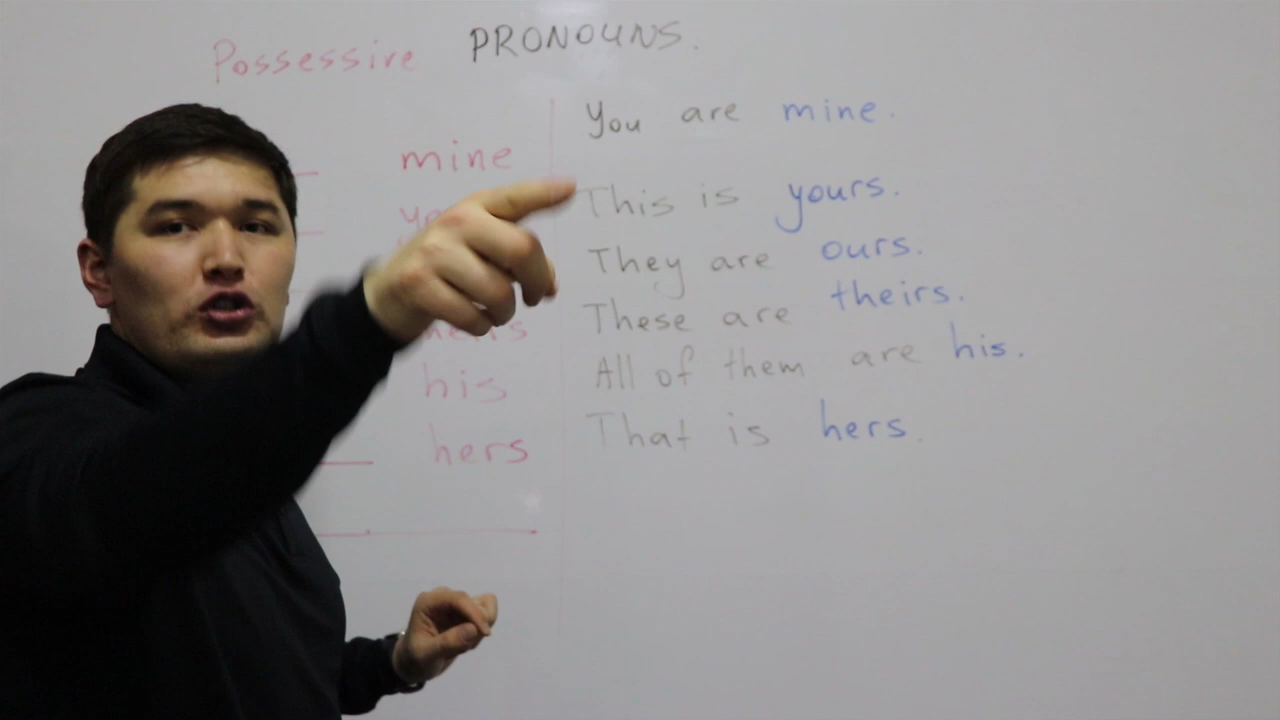 Possessive PRONOUNS.
mine
his
hers
You are mine.
This is yours.
They are ours.
These are theirs.
All of them are his.
That is hers.